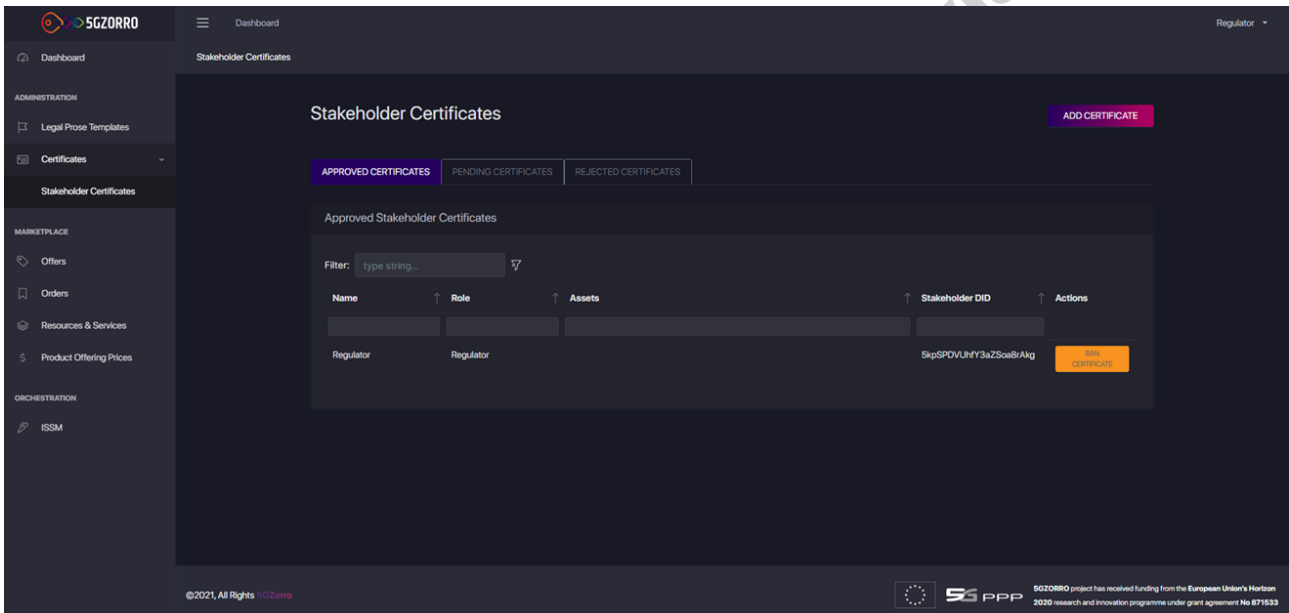 5GZORRO
Dashboard
Regulator
Dashboard
Stakeholder Certificates
ADMINISTRATION
Legal Prose Templates
Certificates
Stakeholder Certificates
MARKETPLACE
Offers
Orders
Resources & Services
Product Offering Prices
ORCHESTRATION
ISSM
Stakeholder Certificates
ADD CERTIFICATE
APPROVED CERTIFICATES
PENDING CERTIFICATES
REJECTED CERTIFICATES
Approved Stakeholder Certificates
Filter: type string...
Name Role Assets Stakeholder DID Actions
Regulator Regulator 5kpSPDVUhfY3aZSoa8rAkg
BAN
CERTIFICATE
©2021, All Rights 5GZorro
5G PPP
5GZORRO project has received funding from the European Union's Horizon
2020 research and innovation programme under grant agreement No 871533